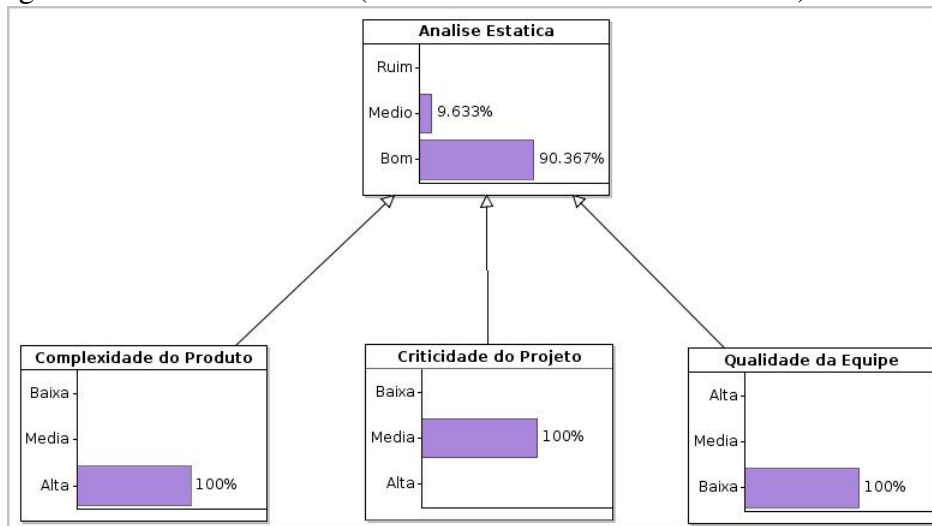 Analise Estatica
Ruim
Medio 9.633%
Bom 90.367%
Complexidade do Produto
Baixa
Media
Alta 100%
Criticidade do Projeto
Baixa
Media 100%
Alta
Qualidade da Equipe
Alta
Media
Baixa 100%